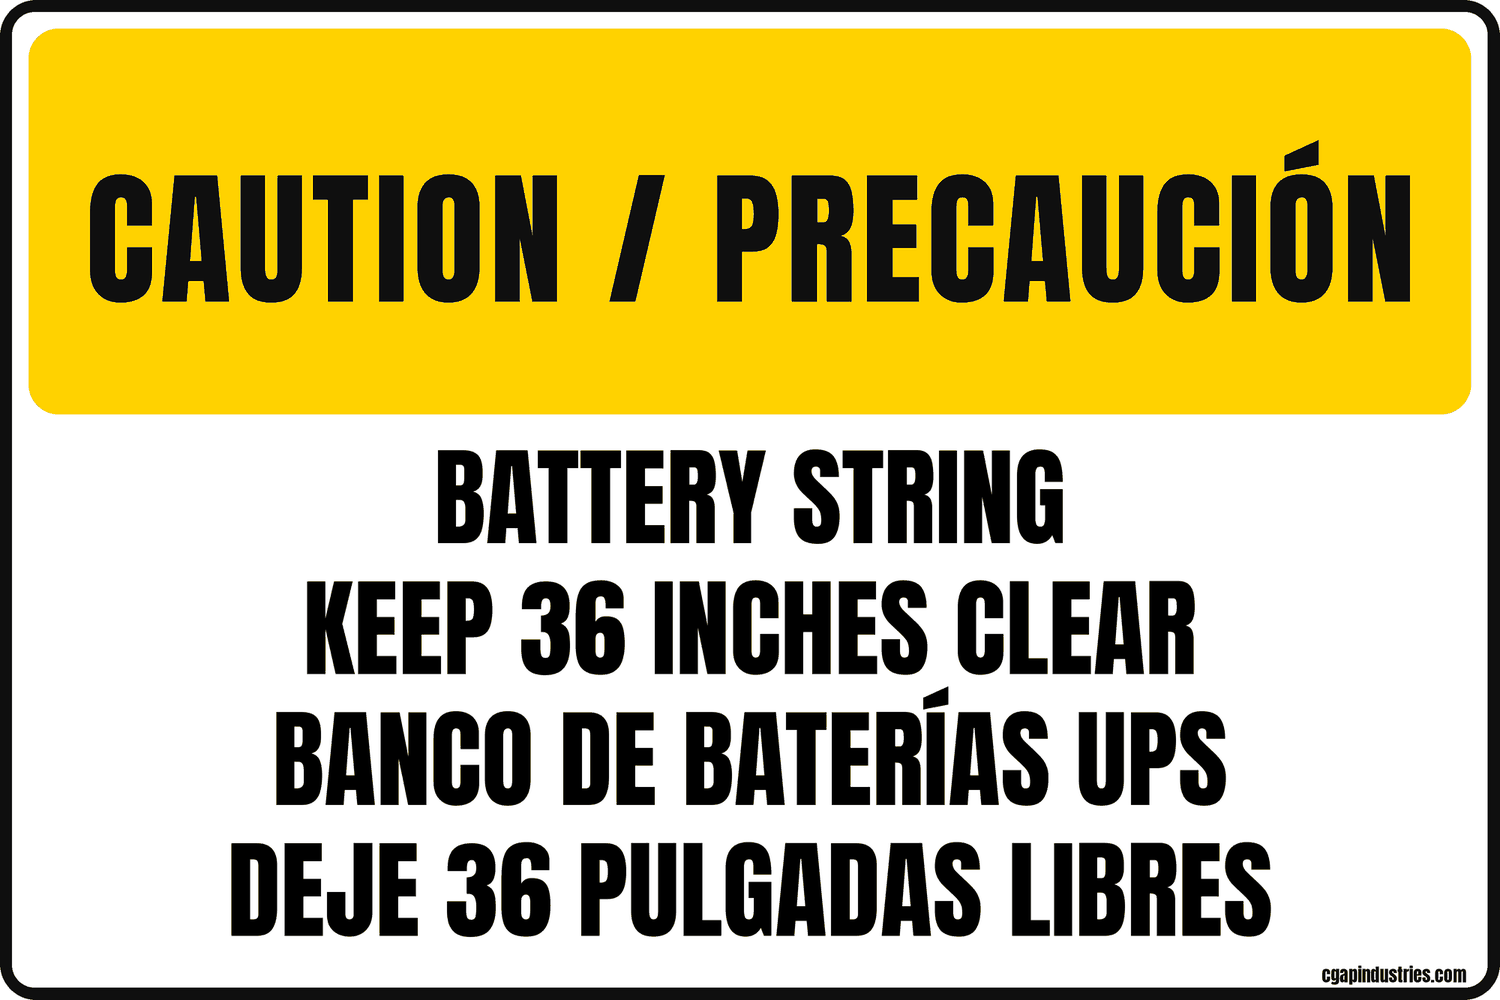 CAUTION / PRECAUCIÓN
BATTERY STRING
KEEP 36 INCHES CLEAR
BANCO DE BATERÍAS UPS
DEJE 36 PULGADAS LIBRES
cgapindustries.com